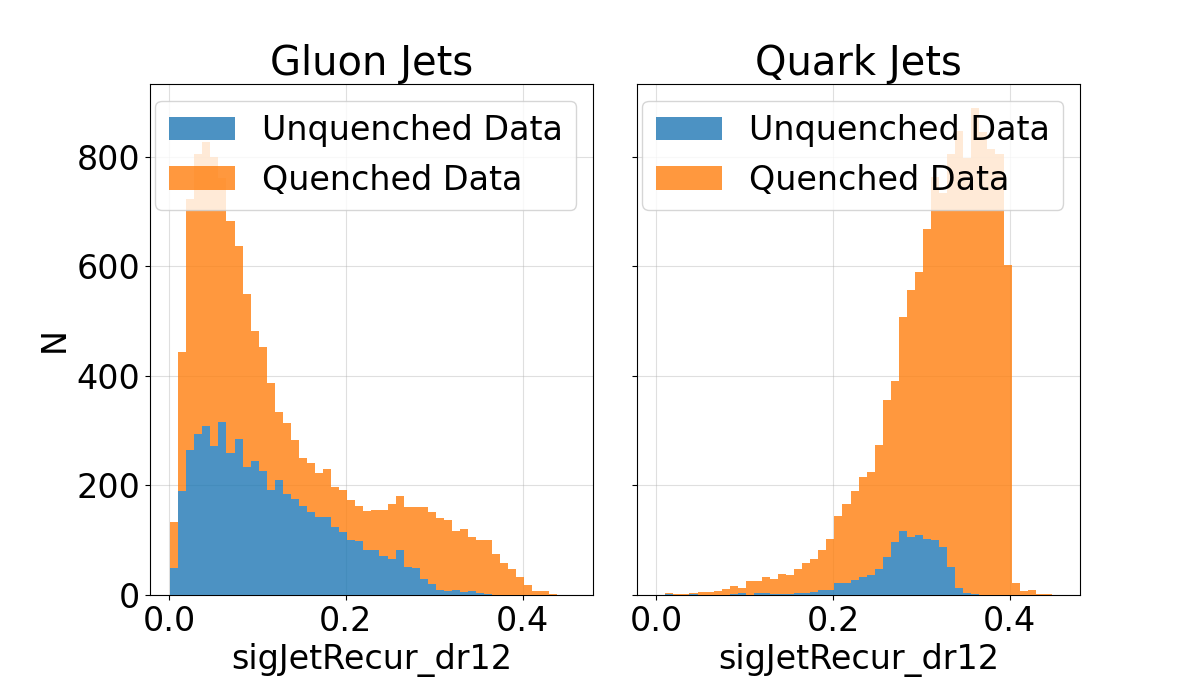 Gluon Jets
Quark Jets
Unquenched Data
Quenched Data
Unquenched Data
Quenched Data
N
800
600
400
200
0
0.0 0.2 0.4
0.0 0.2 0.4
sigJetRecur_dr12
sigJetRecur_dr12